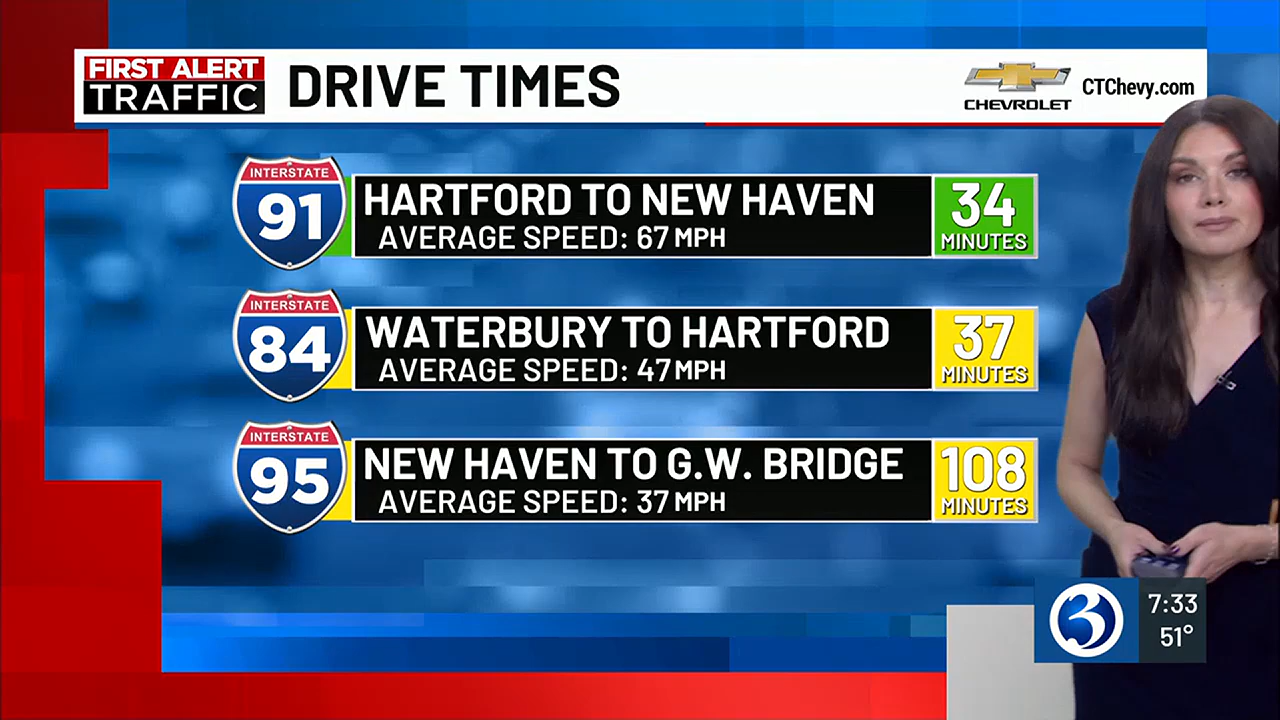 FIRST ALERT
TRAFFIC
DRIVE TIMES
CHEVROLET
CTChevy.com
INTERSTATE
91
HARTFORD TO NEW HAVEN
AVERAGE SPEED: 67 MPH
34
MINUTES
INTERSTATE
84
WATERBURY TO HARTFORD
AVERAGE SPEED: 47 MPH
37
MINUTES
INTERSTATE
95
NEW HAVEN TO G.W. BRIDGE
AVERAGE SPEED: 37 MPH
108
MINUTES
3
7:33
51°